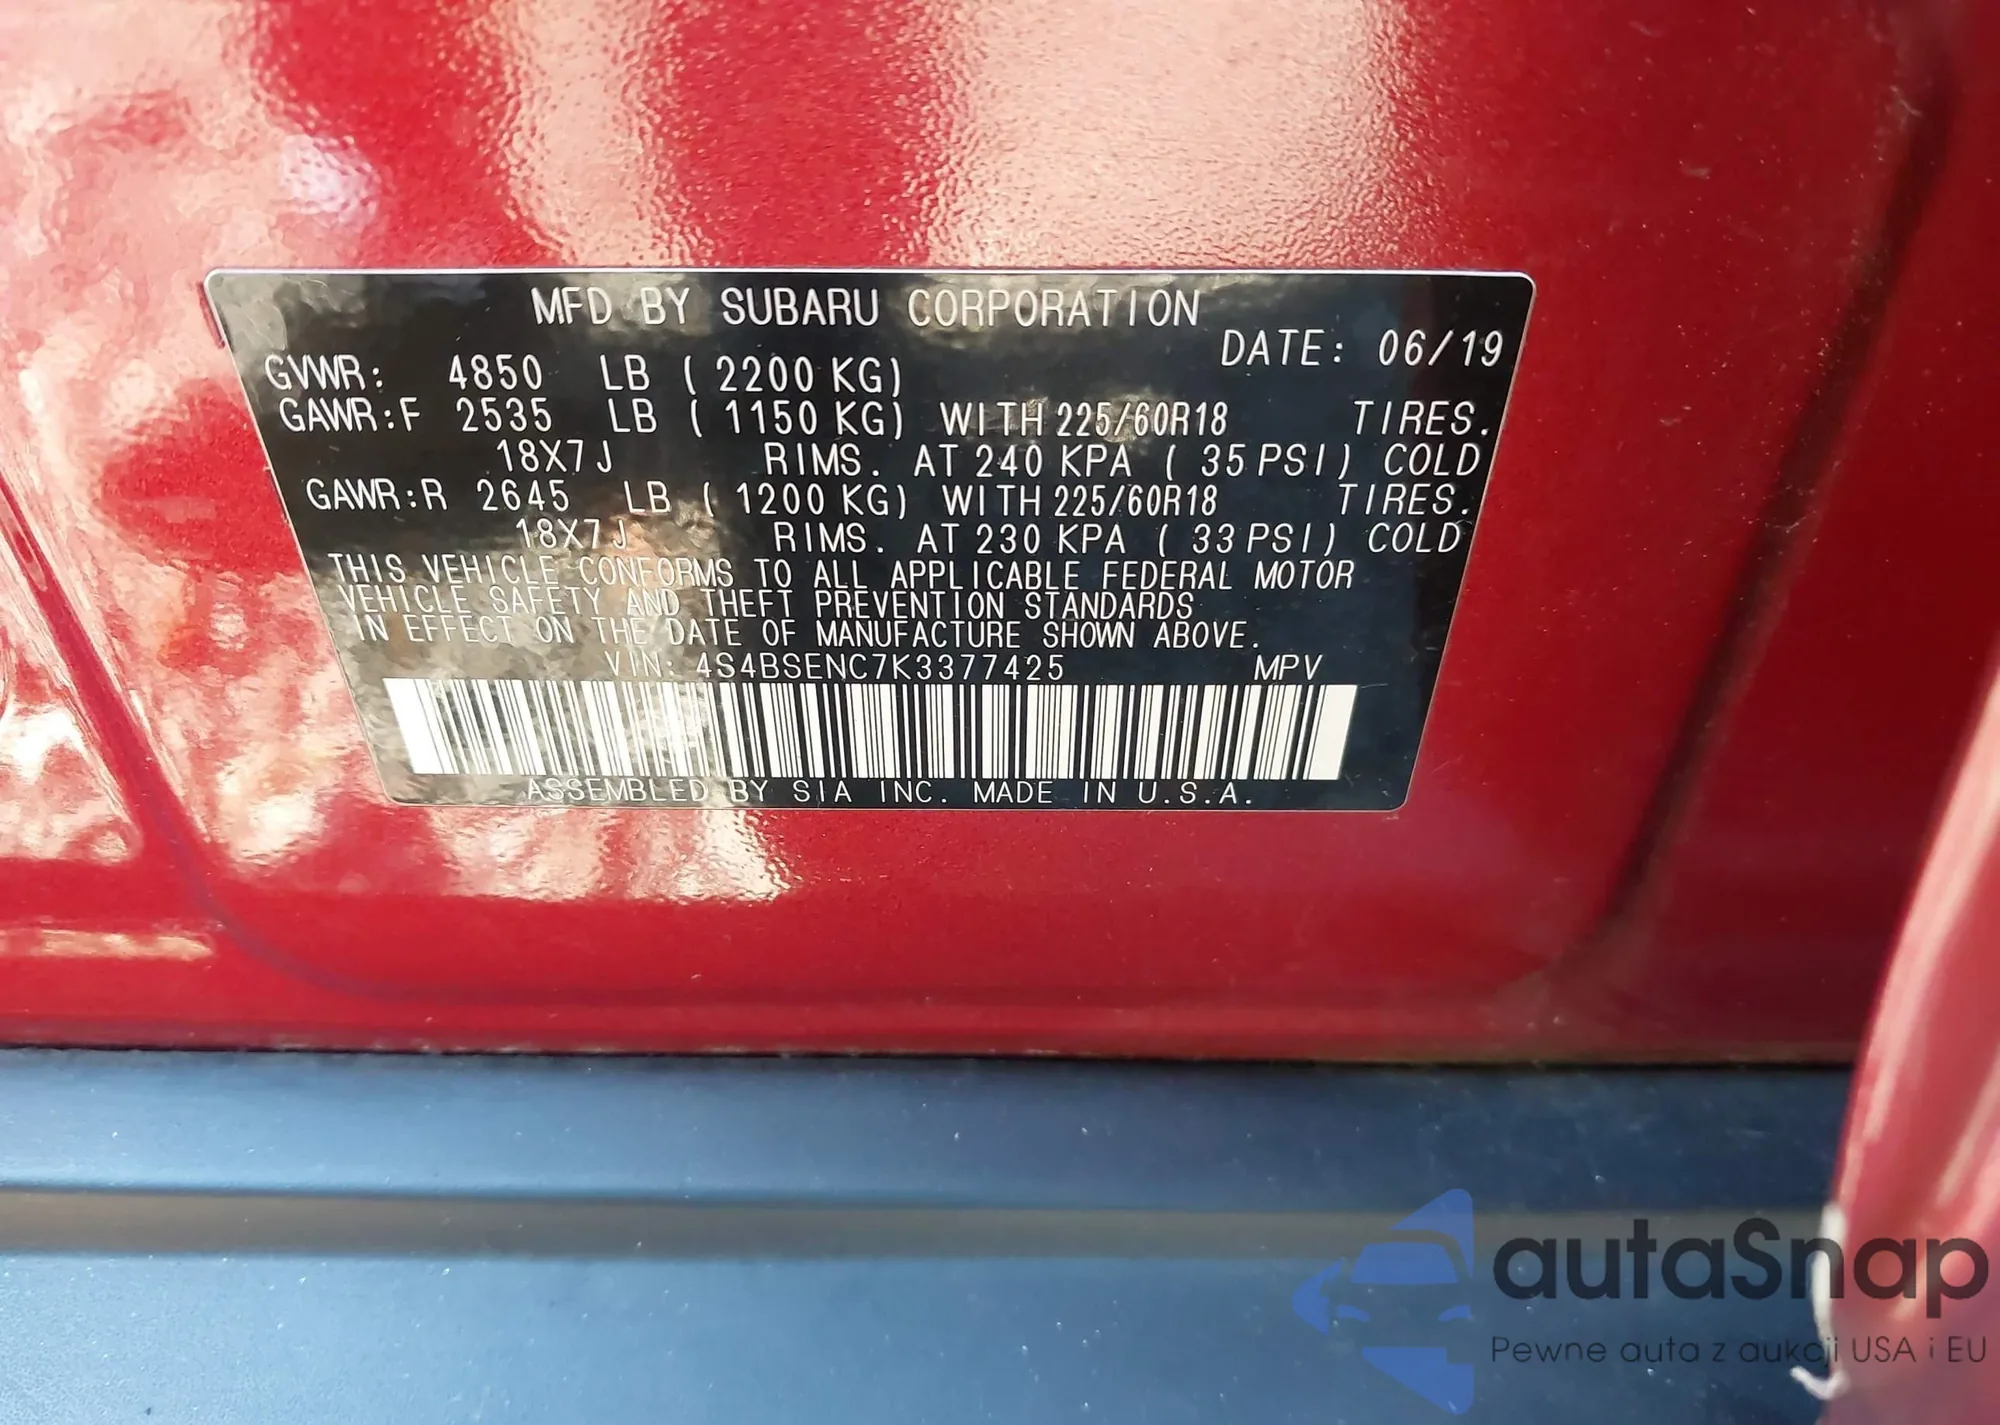 MFD BY SUBARU CORPORATION
DATE: 06/19
GVWR: 4850 LB ( 2200 KG)
GAWR:F 2535 LB ( 1150 KG) WITH 225/60R18 TIRES.
18X7J RIMS. AT 240 KPA ( 35 PSI) COLD
GAWR:R 2645 LB ( 1200 KG) WITH 225/60R18 TIRES.
18X7J RIMS. AT 230 KPA ( 33 PSI) COLD
THIS VEHICLE CONFORMS TO ALL APPLICABLE FEDERAL MOTOR
VEHICLE SAFETY AND THEFT PREVENTION STANDARDS
IN EFFECT ON THE DATE OF MANUFACTURE SHOWN ABOVE.
VIN: 4S4BSENC7K3377425 MPV
ASSEMBLED BY SIA INC. MADE IN U.S.A.
autaSnap
Pewne auta z aukcji USA i EU